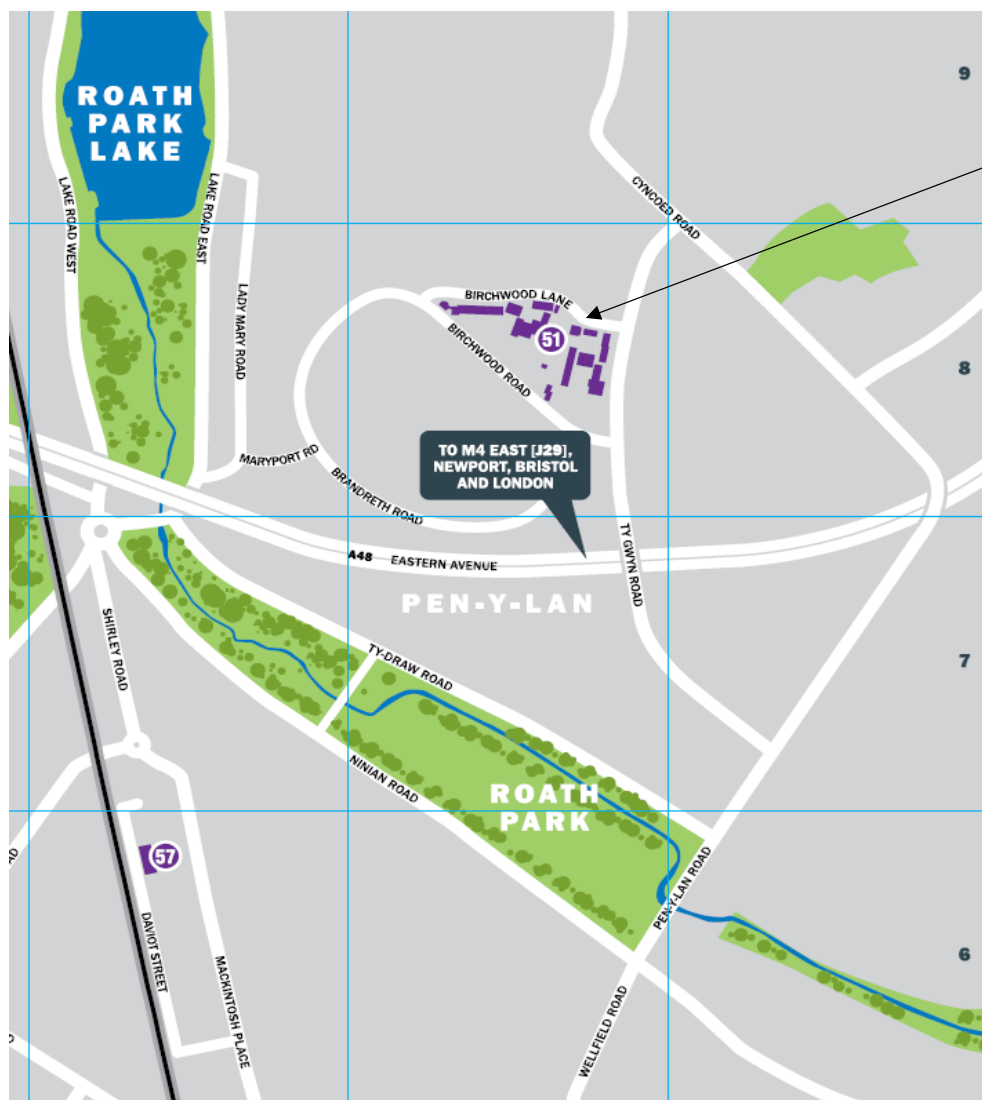 ROATH
PARK
LAKE
9
LAKE ROAD WEST
LAKE ROAD EAST
CYNCOED ROAD
LADY MARY ROAD
BIRCHWOOD LANE
51
BIRCHWOOD ROAD
8
TO M4 EAST [J29],
NEWPORT, BRISTOL
AND LONDON
MARYPORT RD
BRANDRETH ROAD
A48 EASTERN AVENUE
TY GWYN ROAD
PEN-Y-LAN
SHIRLEY ROAD
TY-DRAW ROAD
7
NINIAN ROAD
ROATH
PARK
57
PEN-Y-LAN ROAD
DAVIOT STREET
MACKINTOSH PLACE
6
WELLFIELD ROAD